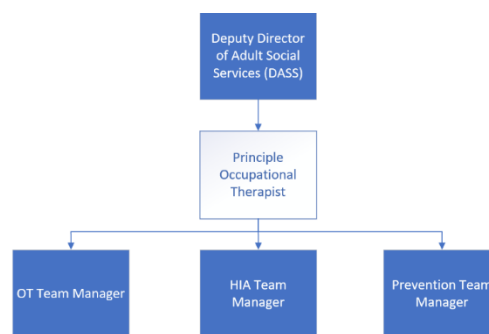 Deputy Director
of Adult Social
Services (DASS)
Principle
Occupational
Therapist
OT Team Manager
HIA Team
Manager
Prevention Team
Manager